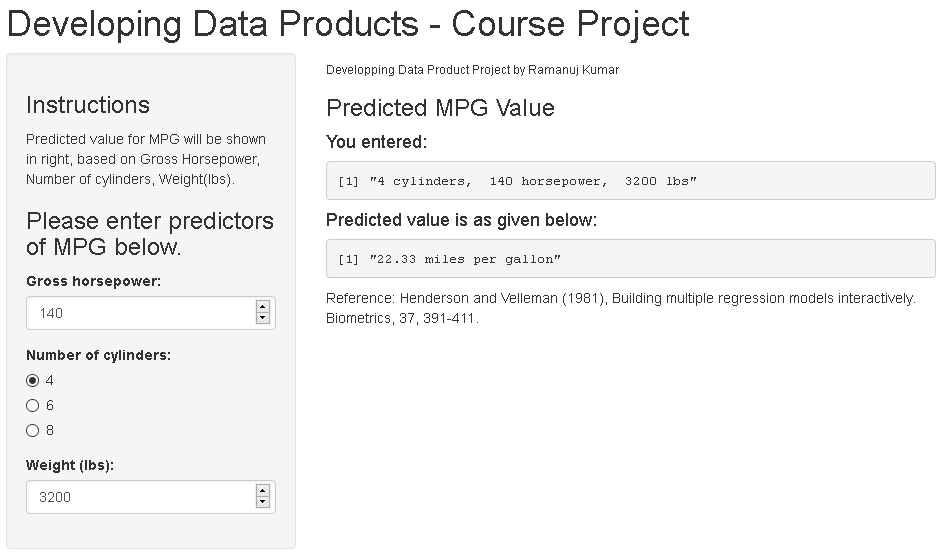 Developing Data Products - Course Project
Instructions
Predicted value for MPG will be shown
in right, based on Gross Horsepower,
Number of cylinders, Weight(lbs).
Please enter predictors
of MPG below.
Gross horsepower:
140
Number of cylinders:
4
6
8
Weight (lbs):
3200
Developping Data Product Project by Ramanuj Kumar
Predicted MPG Value
You entered:
[1] "4 cylinders,  140 horsepower,  3200 lbs"
Predicted value is as given below:
[1] "22.33 miles per gallon"
Reference: Henderson and Velleman (1981), Building multiple regression models interactively.
Biometrics, 37, 391-411.